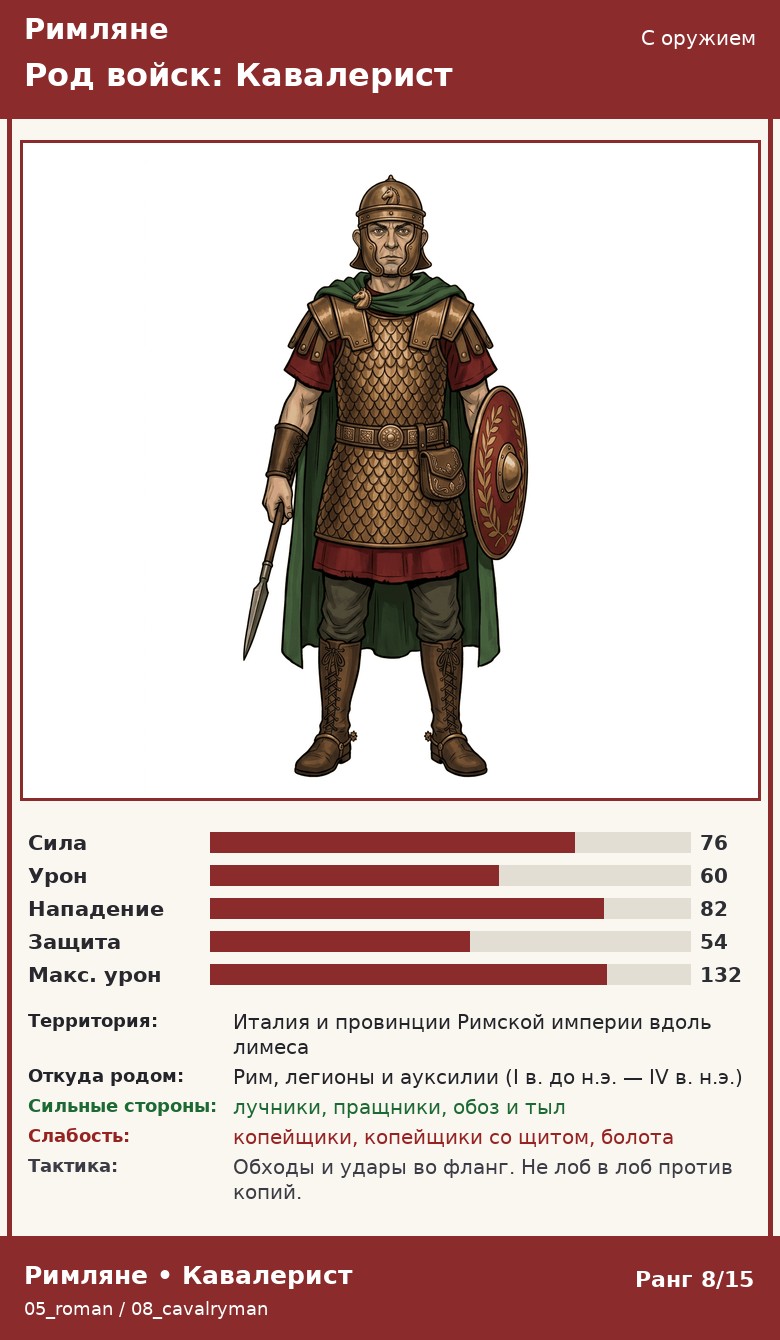 Римляне
С оружием
Род войск: Кавалерист
Сила 76
Урон 60
Нападение 82
Защита 54
Макс. урон 132
Территория: Италия и провинции Римской империи вдоль
лимеса
Откуда родом: Рим, легионы и ауксилии (I в. до н.э. — IV в. н.э.)
Сильные стороны: лучники, пращники, обоз и тыл
Слабость: копейщики, копейщики со щитом, болота
Тактика: Обходы и удары во фланг. Не лоб в лоб против
копий.
Римляне • Кавалерист
Ранг 8/15
05_roman / 08_cavalryman